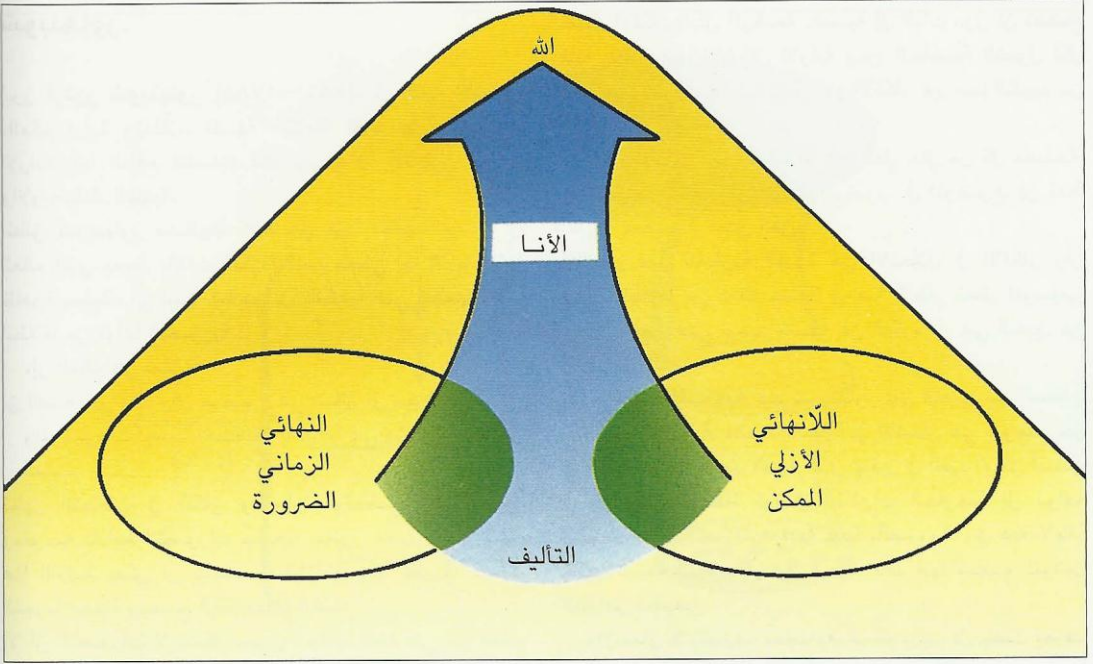 الله
الأنا
اللّانهائي
الأزلي
الممكن
النهائي
الزماني
الضرورة
التأليف